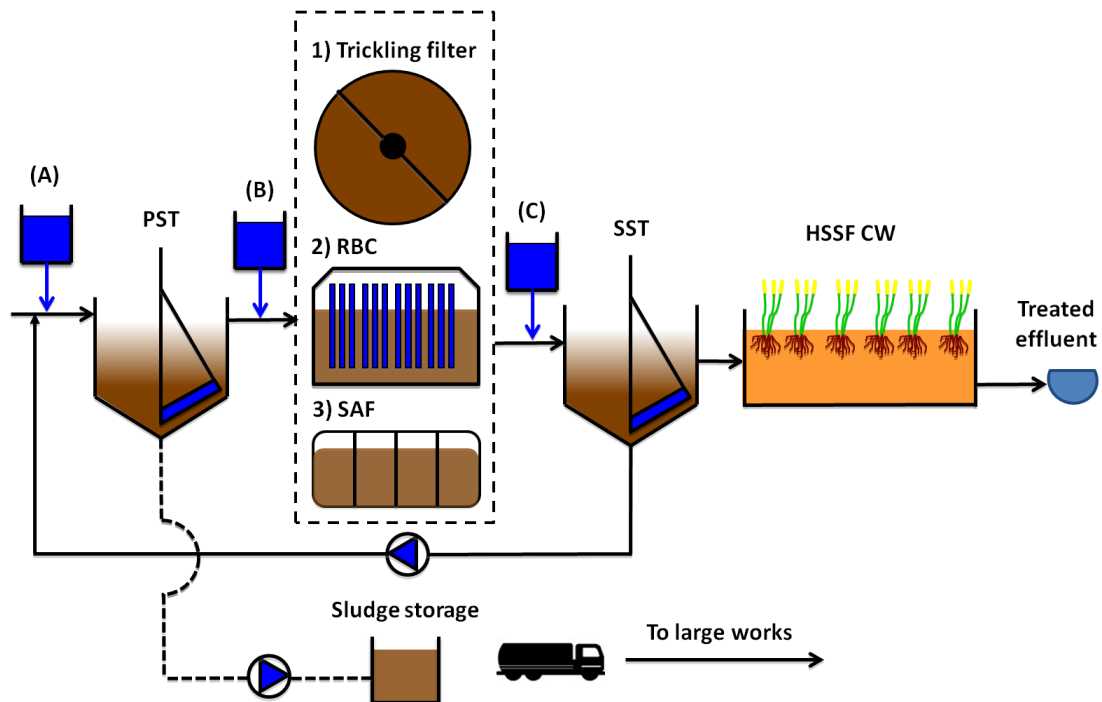 1) Trickling filter
(A)
(B)
PST
(C)
SST
HSSF CW
2) RBC
Treated
effluent
3) SAF
Sludge storage
To large works